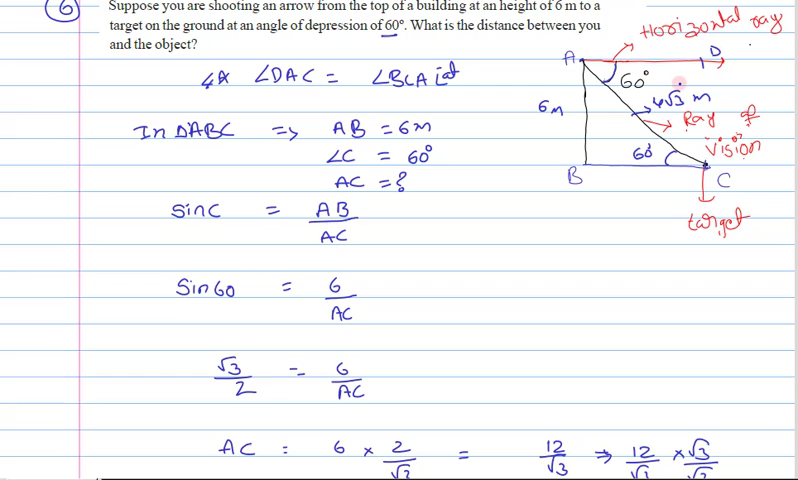 6
Suppose you are shooting an arrow from the top of a building at an height of 6 m to a
target on the ground at an angle of depression of 60°. What is the distance between you
and the object?
Horizontal ray
A
D
60°
∠DAC = ∠BCA
6m
4√3 m
Ray of
Vision
60°
B
C
target
In ΔABC ⇒ AB = 6m
∠C = 60°
AC = ?
SinC = AB/AC
Sin60 = 6/AC
√3/2 = 6/AC
AC = 6 × 2/√3 = 12/√3 ⇒ 12/√3 × √3/√3